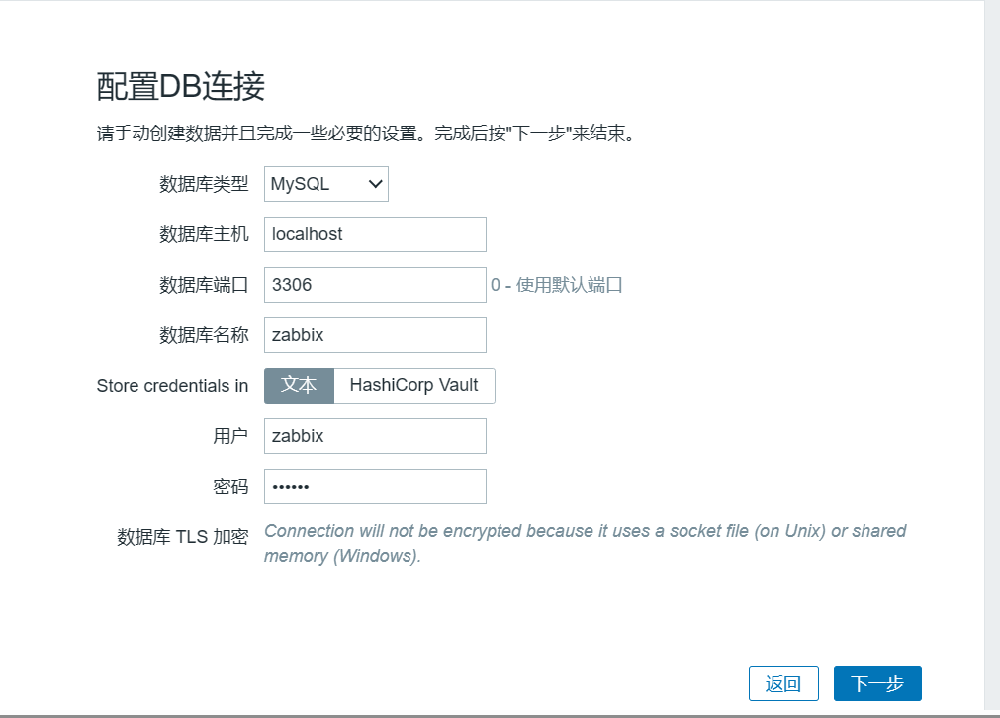 配置DB连接
请手动创建数据并且完成一些必要的设置。完成后按"下一步"来结束。
数据库类型 MySQL
数据库主机 localhost
数据库端口 3306 0 - 使用默认端口
数据库名称 zabbix
Store credentials in 文本 HashiCorp Vault
用户 zabbix
密码 ••••••
数据库 TLS 加密 Connection will not be encrypted because it uses a socket file (on Unix) or shared
memory (Windows).
返回 下一步